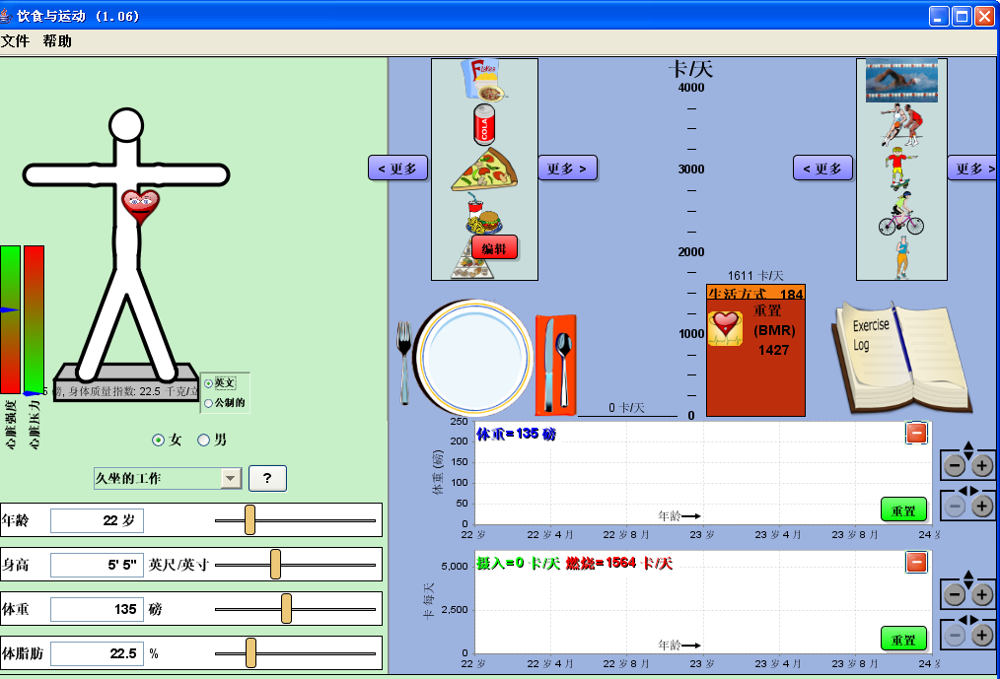 饮食与运动 (1.06)
文件 帮助
卡/天
4000
3000
2000
1000
0
Flakes
COLA
< 更多
更多 >
编辑
< 更多
更多 >
1611 卡/天
生活方式 184
重置
(BMR)
1427
0 卡/天
Exercise
Log
心脏强度
心脏压力
5 磅, 身体质量指数: 22.5 千克/
英文
公制的
女 男
久坐的工作
?
年龄 22 岁
身高 5' 5" 英尺/英寸
体重 135 磅
体脂肪 22.5 %
体重=135 磅
体重 (磅)
250
200
150
100
50
0
年龄
重置
22 岁 22 岁 4 月 22 岁 8 月 23 岁 23 岁 4 月 23 岁 8 月 24 岁
摄入=0 卡/天 燃烧=1564 卡/天
卡 每天
5,000
2,500
0
年龄
重置
22 岁 22 岁 4 月 22 岁 8 月 23 岁 23 岁 4 月 23 岁 8 月 24 岁